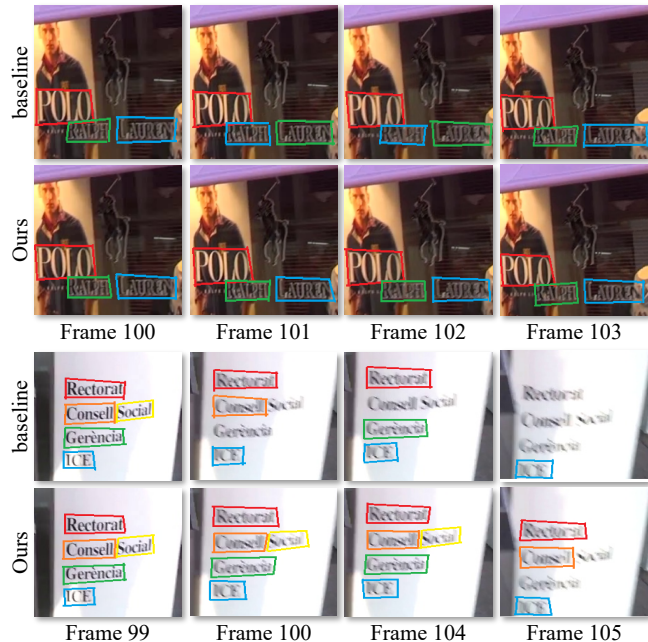 baseline
POLO
RALPH LAUREN
POLO
RALPH LAUREN
POLO
RALPH LAUREN
POLO
RALPH LAUREN
Ours
POLO
RALPH LAUREN
POLO
RALPH LAUREN
POLO
RALPH LAUREN
POLO
RALPH LAUREN
Frame 100 Frame 101 Frame 102 Frame 103
baseline
Rectorat
Consell Social
Gerència
ICE
Rectorat
Consell Social
Gerència
ICE
Rectorat
Consell Social
Gerència
ICE
Rectorat
Consell Social
Gerència
ICE
Ours
Rectorat
Consell Social
Gerència
ICE
Rectorat
Consell Social
Gerència
ICE
Rectorat
Consell Social
Gerència
ICE
Rectorat
Consell Social
Gerència
ICE
Frame 99 Frame 100 Frame 104 Frame 105